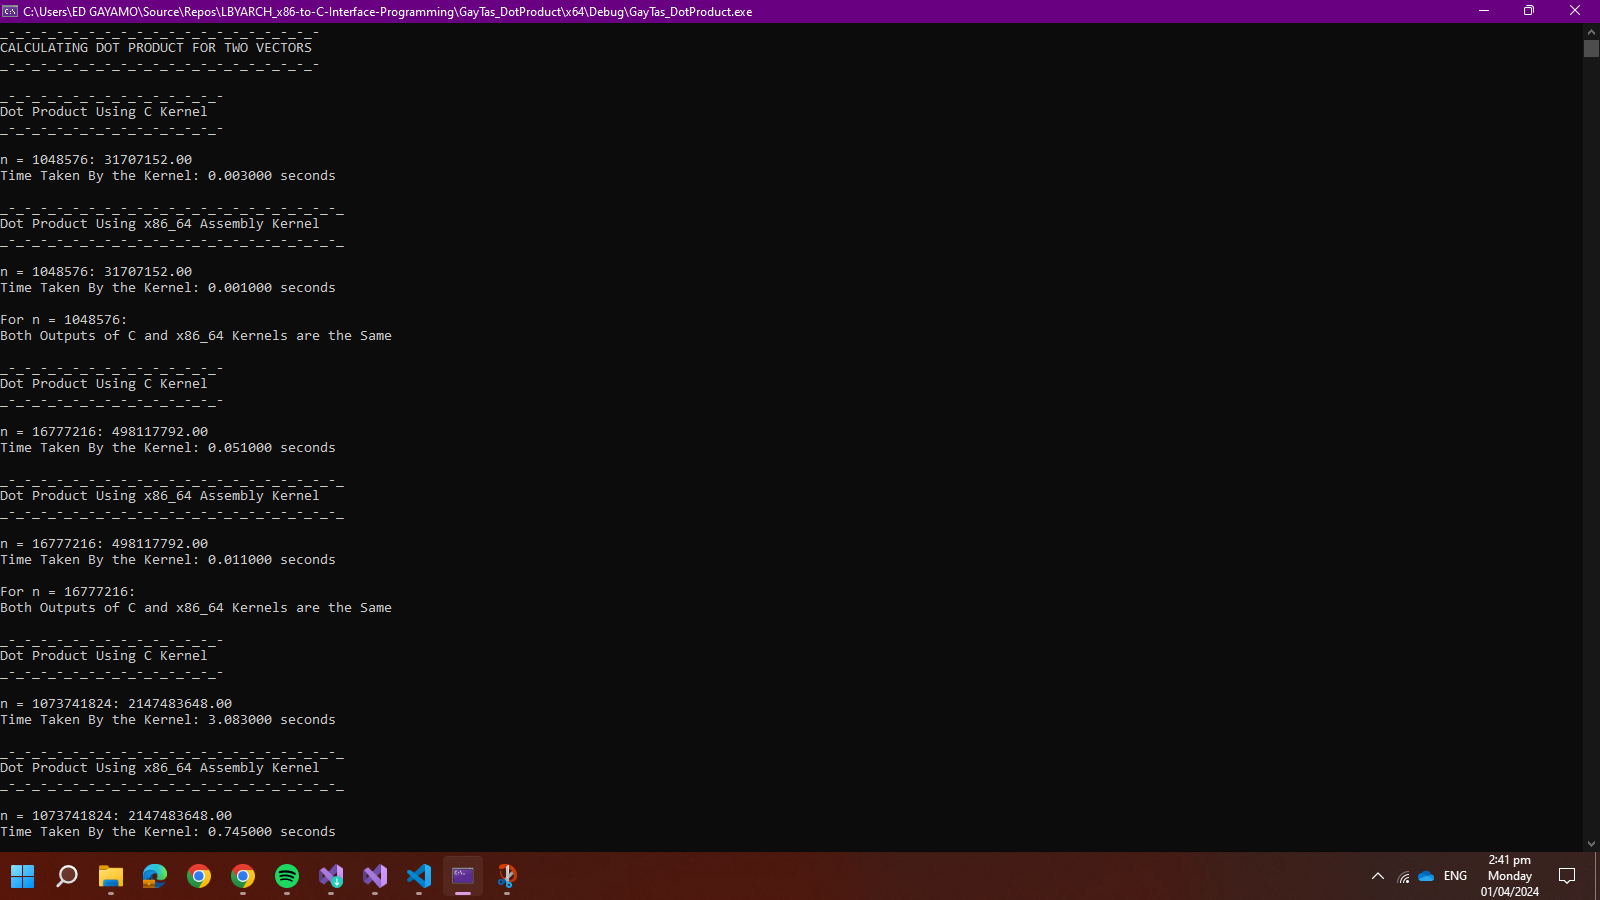 C:\Users\ED GAYAMO\Source\Repos\LBYARCH_x86-to-C-Interface-Programming\GayTas_DotProduct\x64\Debug\GayTas_DotProduct.exe
_-_-_-_-_-_-_-_-_-_-_-_-_-_-_-_-_-_-_-_-
CALCULATING DOT PRODUCT FOR TWO VECTORS
_-_-_-_-_-_-_-_-_-_-_-_-_-_-_-_-_-_-_-_-
_-_-_-_-_-_-_-_-_-_-_-_-_-_-
Dot Product Using C Kernel
_-_-_-_-_-_-_-_-_-_-_-_-_-_-
n = 1048576: 31707152.00
Time Taken By the Kernel: 0.003000 seconds
_-_-_-_-_-_-_-_-_-_-_-_-_-_-_-_-_-_-_-_-_-_
Dot Product Using x86_64 Assembly Kernel
_-_-_-_-_-_-_-_-_-_-_-_-_-_-_-_-_-_-_-_-_-_
n = 1048576: 31707152.00
Time Taken By the Kernel: 0.001000 seconds
For n = 1048576:
Both Outputs of C and x86_64 Kernels are the Same
_-_-_-_-_-_-_-_-_-_-_-_-_-_-
Dot Product Using C Kernel
_-_-_-_-_-_-_-_-_-_-_-_-_-_-
n = 16777216: 498117792.00
Time Taken By the Kernel: 0.051000 seconds
_-_-_-_-_-_-_-_-_-_-_-_-_-_-_-_-_-_-_-_-_-_
Dot Product Using x86_64 Assembly Kernel
_-_-_-_-_-_-_-_-_-_-_-_-_-_-_-_-_-_-_-_-_-_
n = 16777216: 498117792.00
Time Taken By the Kernel: 0.011000 seconds
For n = 16777216:
Both Outputs of C and x86_64 Kernels are the Same
_-_-_-_-_-_-_-_-_-_-_-_-_-_-
Dot Product Using C Kernel
_-_-_-_-_-_-_-_-_-_-_-_-_-_-
n = 1073741824: 2147483648.00
Time Taken By the Kernel: 3.083000 seconds
_-_-_-_-_-_-_-_-_-_-_-_-_-_-_-_-_-_-_-_-_-_
Dot Product Using x86_64 Assembly Kernel
_-_-_-_-_-_-_-_-_-_-_-_-_-_-_-_-_-_-_-_-_-_
n = 1073741824: 2147483648.00
Time Taken By the Kernel: 0.745000 seconds
ENG
2:41 pm
Monday
01/04/2024